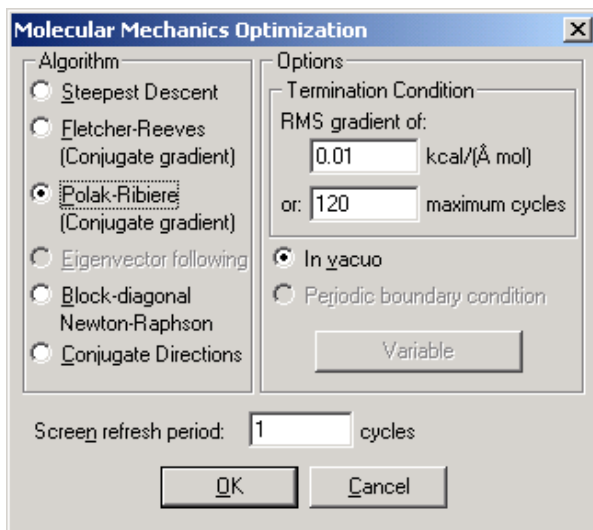 Molecular Mechanics Optimization
Algorithm
Steepest Descent
Fletcher-Reeves
(Conjugate gradient)
Polak-Ribiere
(Conjugate gradient)
Eigenvector following
Block-diagonal
Newton-Raphson
Conjugate Directions
Options
Termination Condition
RMS gradient of:
0.01 kcal/(Å mol)
or: 120 maximum cycles
In vacuo
Periodic boundary condition
Variable
Screen refresh period: 1 cycles
OK Cancel